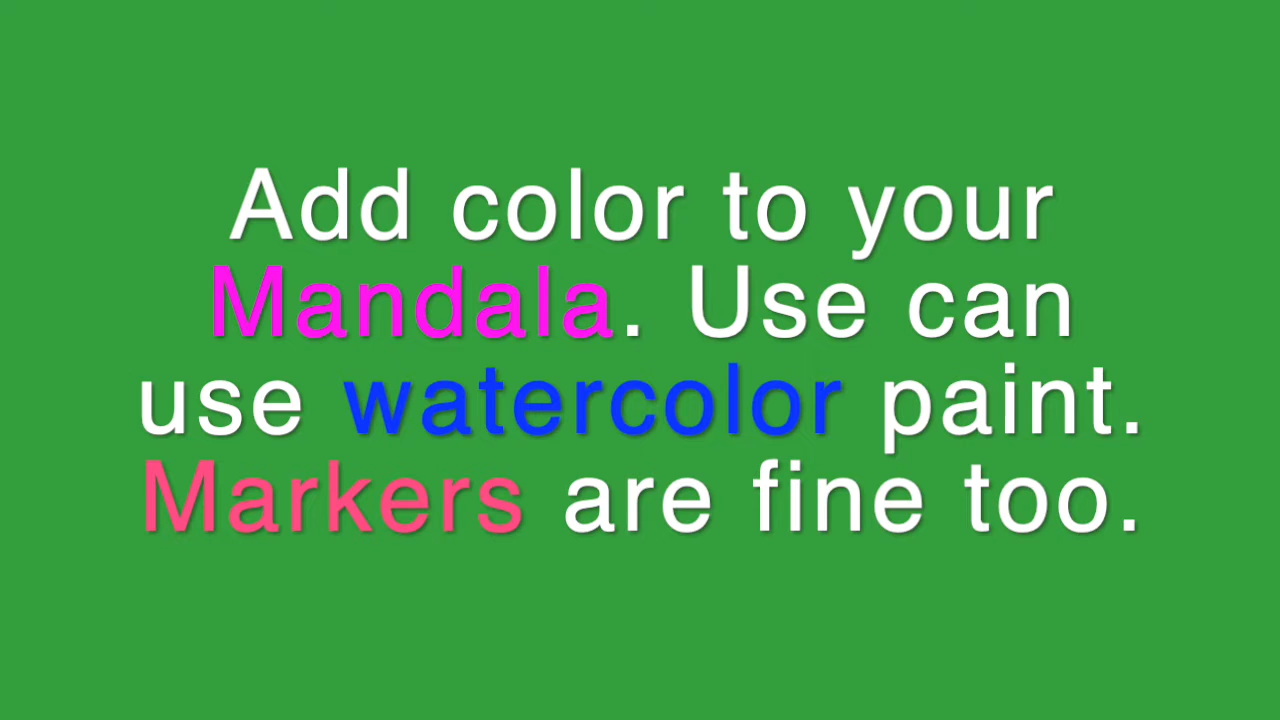 Add color to your
Mandala. Use can
use watercolor paint.
Markers are fine too.